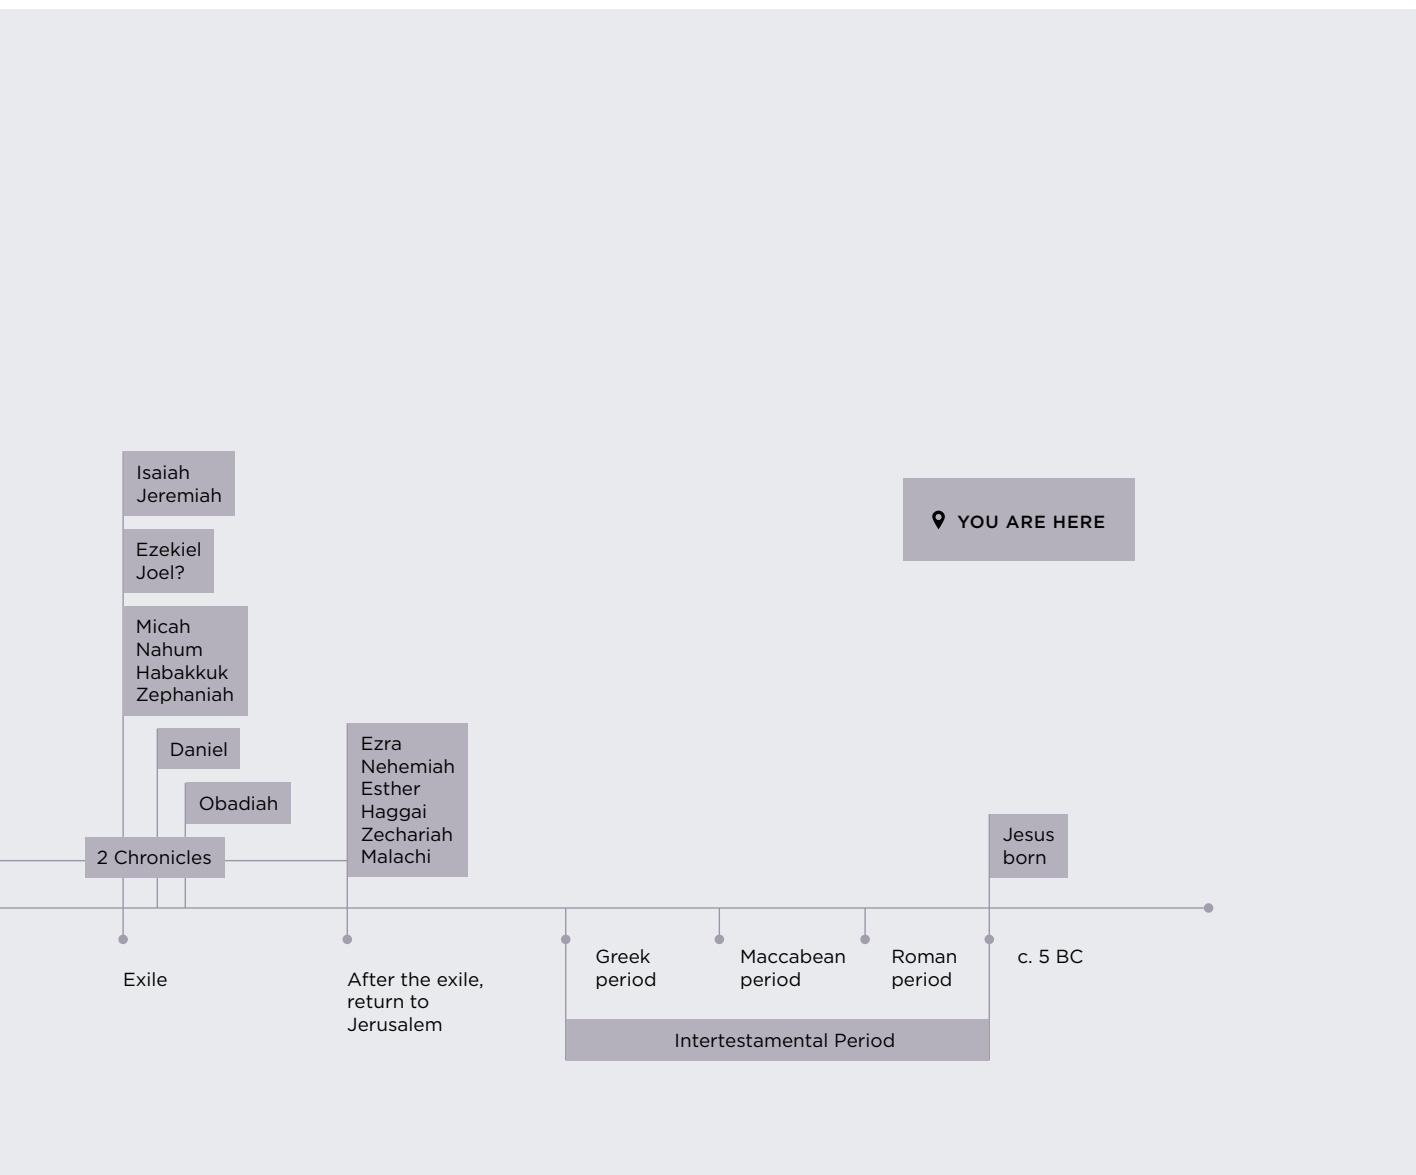 Isaiah
Jeremiah
Ezekiel
Joel?
Micah
Nahum
Habakkuk
Zephaniah
Daniel
Obadiah
2 Chronicles
Ezra
Nehemiah
Esther
Haggai
Zechariah
Malachi
YOU ARE HERE
Jesus
born
Exile
After the exile,
return to
Jerusalem
Greek
period
Maccabean
period
Roman
period
c. 5 BC
Intertestamental Period